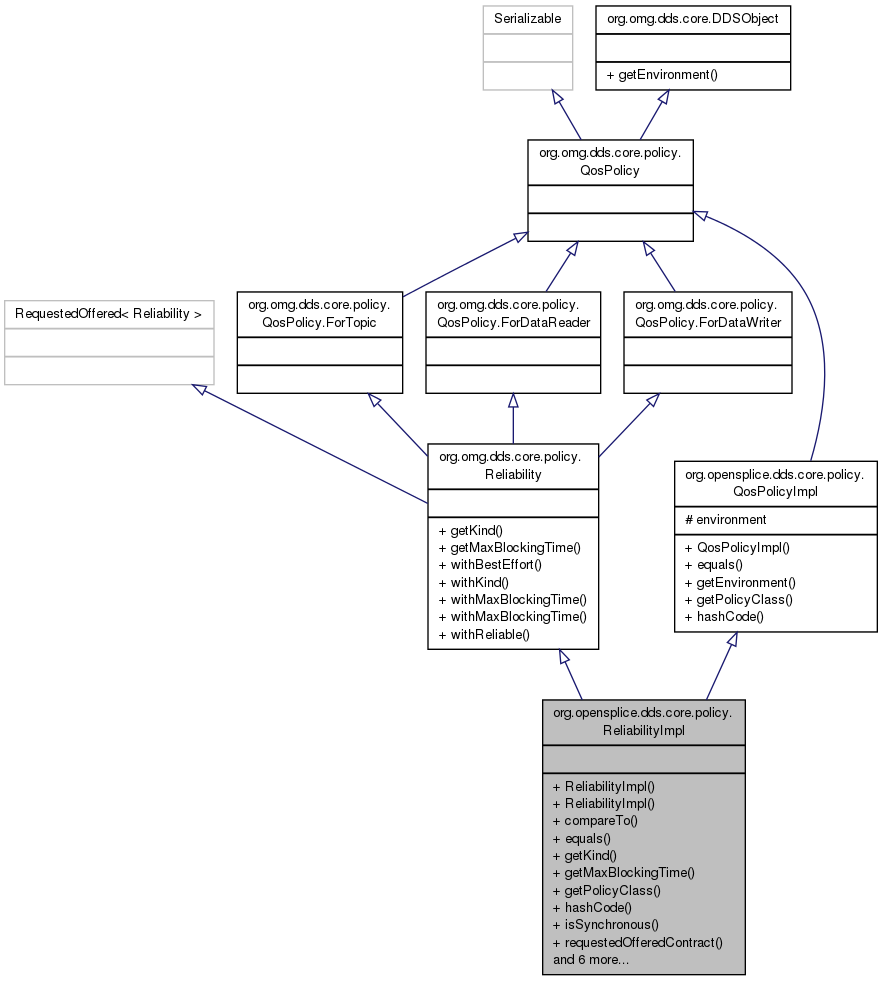 Serializable
org.omg.dds.core.DDSObject
+ getEnvironment()
org.omg.dds.core.policy.
QosPolicy
RequestedOffered< Reliability >
org.omg.dds.core.policy.
QosPolicy.ForTopic
org.omg.dds.core.policy.
QosPolicy.ForDataReader
org.omg.dds.core.policy.
QosPolicy.ForDataWriter
org.omg.dds.core.policy.
Reliability
+ getKind()
+ getMaxBlockingTime()
+ withBestEffort()
+ withKind()
+ withMaxBlockingTime()
+ withMaxBlockingTime()
+ withReliable()
org.opensplice.dds.core.policy.
QosPolicyImpl
# environment
+ QosPolicyImpl()
+ equals()
+ getEnvironment()
+ getPolicyClass()
+ hashCode()
org.opensplice.dds.core.policy.
ReliabilityImpl
+ ReliabilityImpl()
+ ReliabilityImpl()
+ compareTo()
+ equals()
+ getKind()
+ getMaxBlockingTime()
+ getPolicyClass()
+ hashCode()
+ isSynchronous()
+ requestedOfferedContract()
and 6 more...